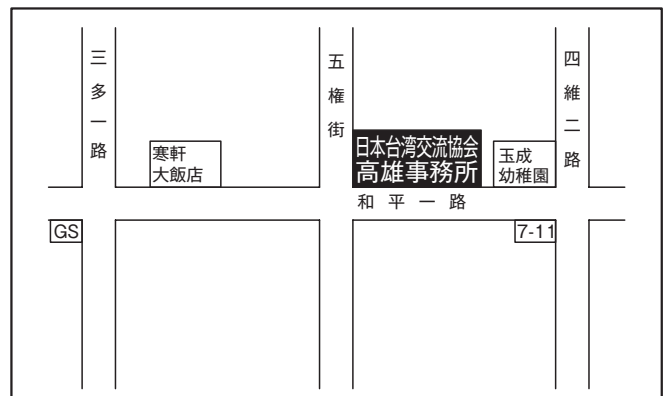 三多一路
五權街
四維二路
寒軒
大飯店
日本台湾交流協会
高雄事務所
玉成
幼稚園
和平一路
GS
7-11